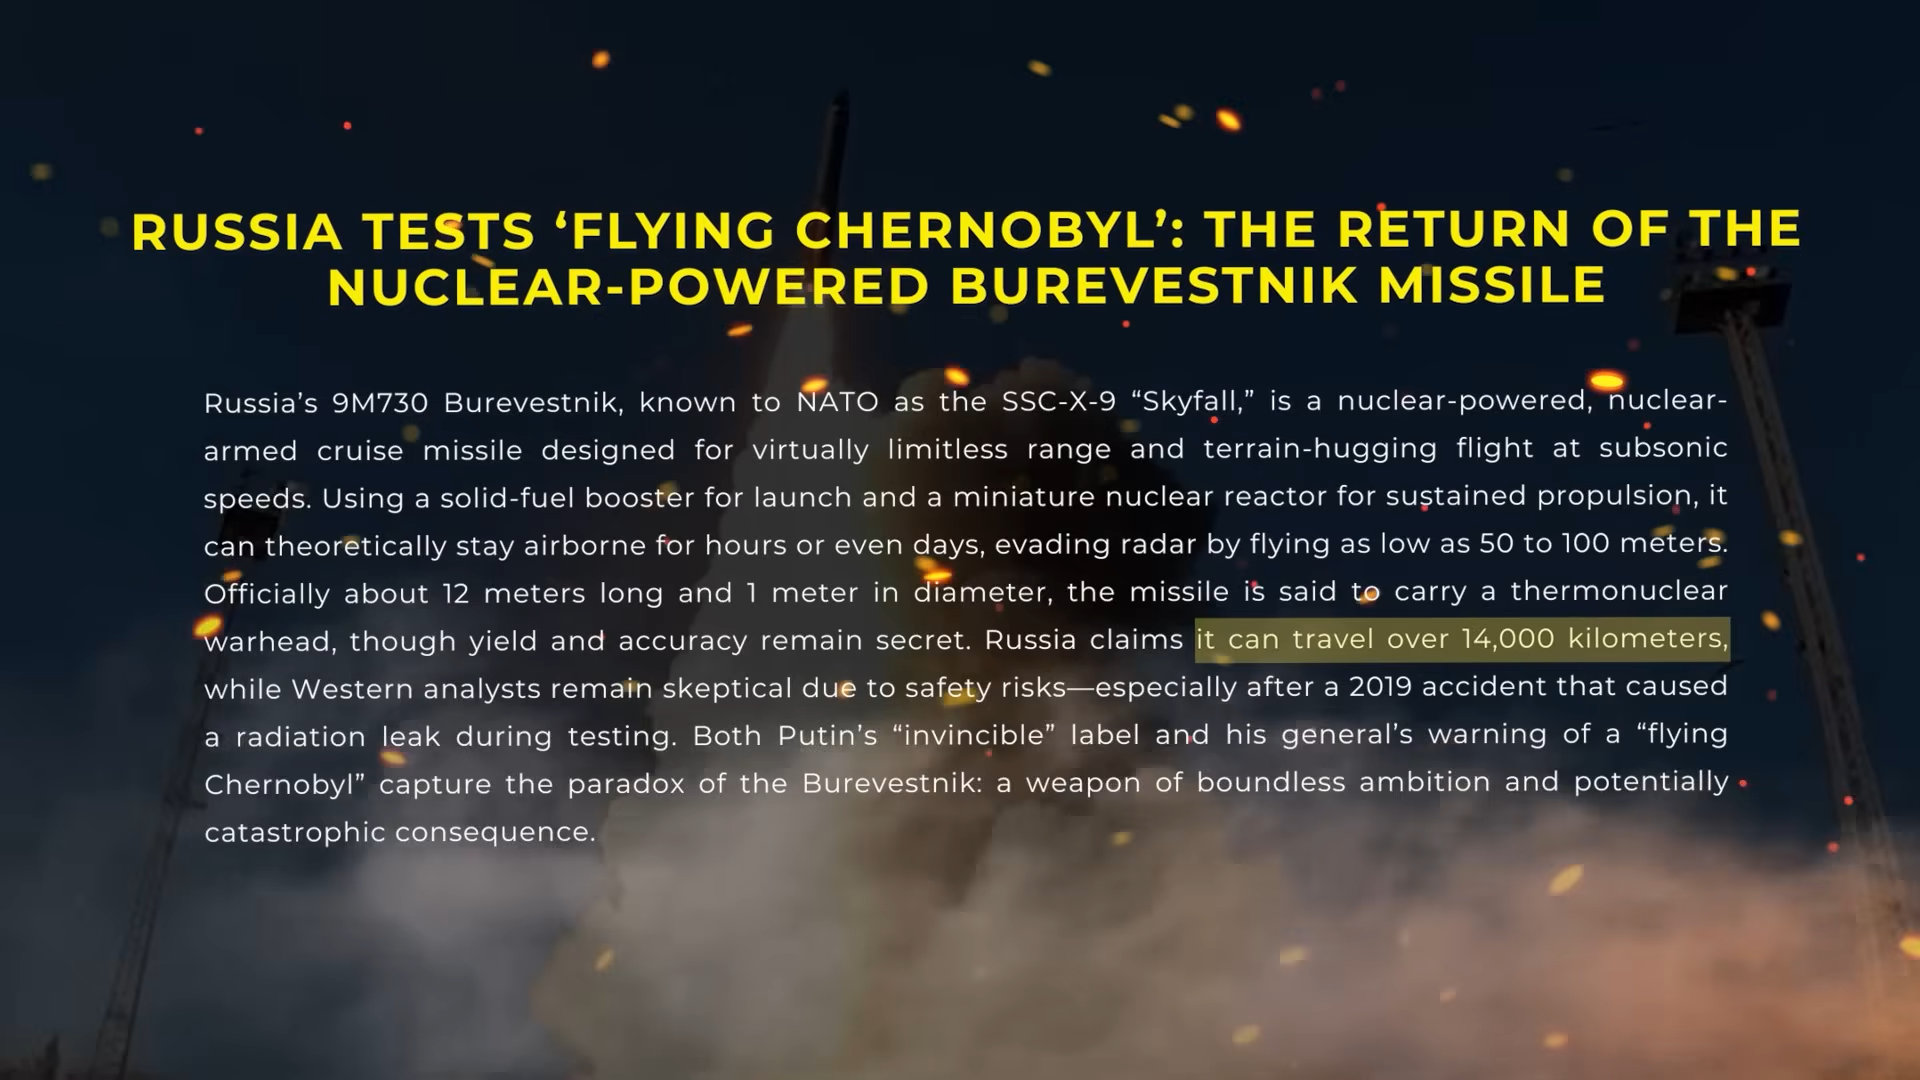 RUSSIA TESTS ‘FLYING CHERNOBYL’: THE RETURN OF THE
NUCLEAR-POWERED BUREVESTNIK MISSILE
Russia’s 9M730 Burevestnik, known to NATO as the SSC-X-9 “Skyfall,” is a nuclear-powered, nuclear-
armed cruise missile designed for virtually limitless range and terrain-hugging flight at subsonic
speeds. Using a solid-fuel booster for launch and a miniature nuclear reactor for sustained propulsion, it
can theoretically stay airborne for hours or even days, evading radar by flying as low as 50 to 100 meters.
Officially about 12 meters long and 1 meter in diameter, the missile is said to carry a thermonuclear
warhead, though yield and accuracy remain secret. Russia claims it can travel over 14,000 kilometers,
while Western analysts remain skeptical due to safety risks—especially after a 2019 accident that caused
a radiation leak during testing. Both Putin’s “invincible” label and his general’s warning of a “flying
Chernobyl” capture the paradox of the Burevestnik: a weapon of boundless ambition and potentially
catastrophic consequence.